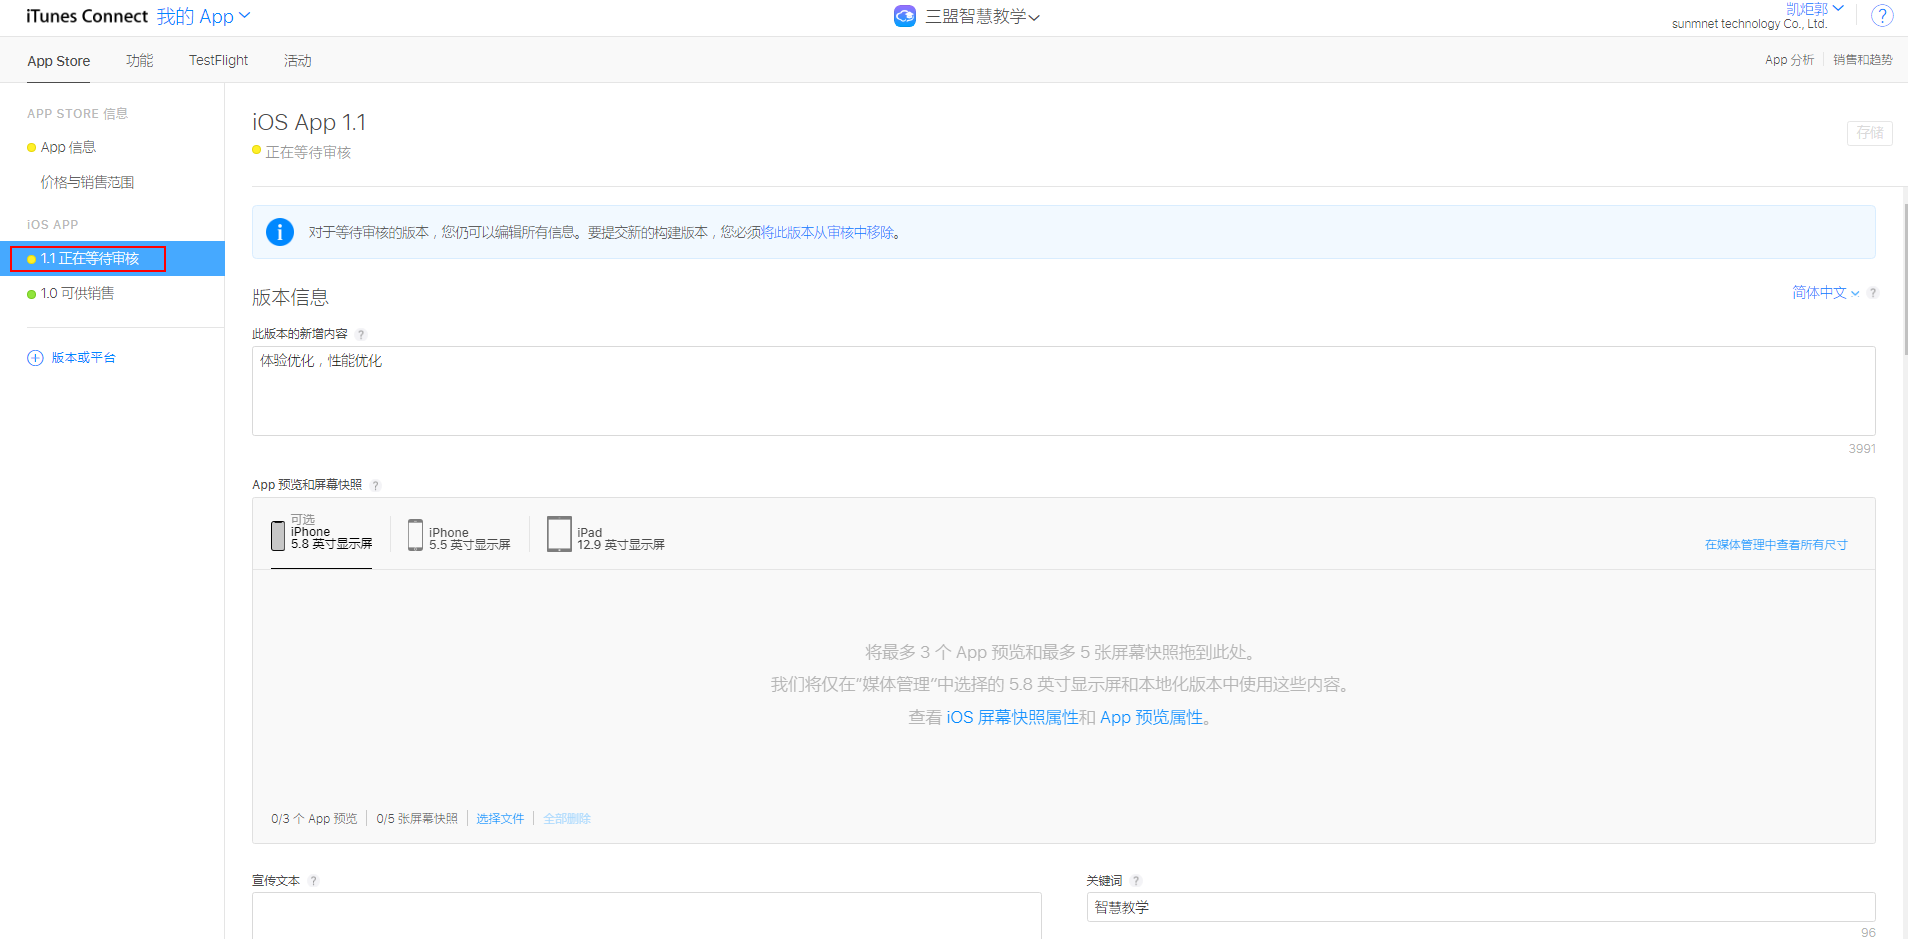 iTunes Connect 我的 App
三盟智慧教学
凯炬郭
sunmnet technology Co., Ltd.
?
App Store 功能 TestFlight 活动
App 分析 销售和趋势
APP STORE 信息
App 信息
价格与销售范围
iOS APP
1.1 正在等待审核
1.0 可供销售
版本或平台
iOS App 1.1
正在等待审核
存储
对于等待审核的版本，您仍可以编辑所有信息。要提交新的构建版本，您必须将此版本从审核中移除。
版本信息
简体中文 ?
此版本的新增内容 ?
体验优化，性能优化
3991
App 预览和屏幕快照 ?
可选
iPhone
5.8 英寸显示屏
iPhone
5.5 英寸显示屏
iPad
12.9 英寸显示屏
在媒体管理中查看所有尺寸
将最多 3 个 App 预览和最多 5 张屏幕快照拖到此处。
我们将仅在“媒体管理“中选择的 5.8 英寸显示屏和本地化版本中使用这些内容。
查看 iOS 屏幕快照属性和 App 预览属性。
0/3 个 App 预览 0/5 张屏幕快照 选择文件 全部删除
宣传文本 ?
关键词 ?
智慧教学
96